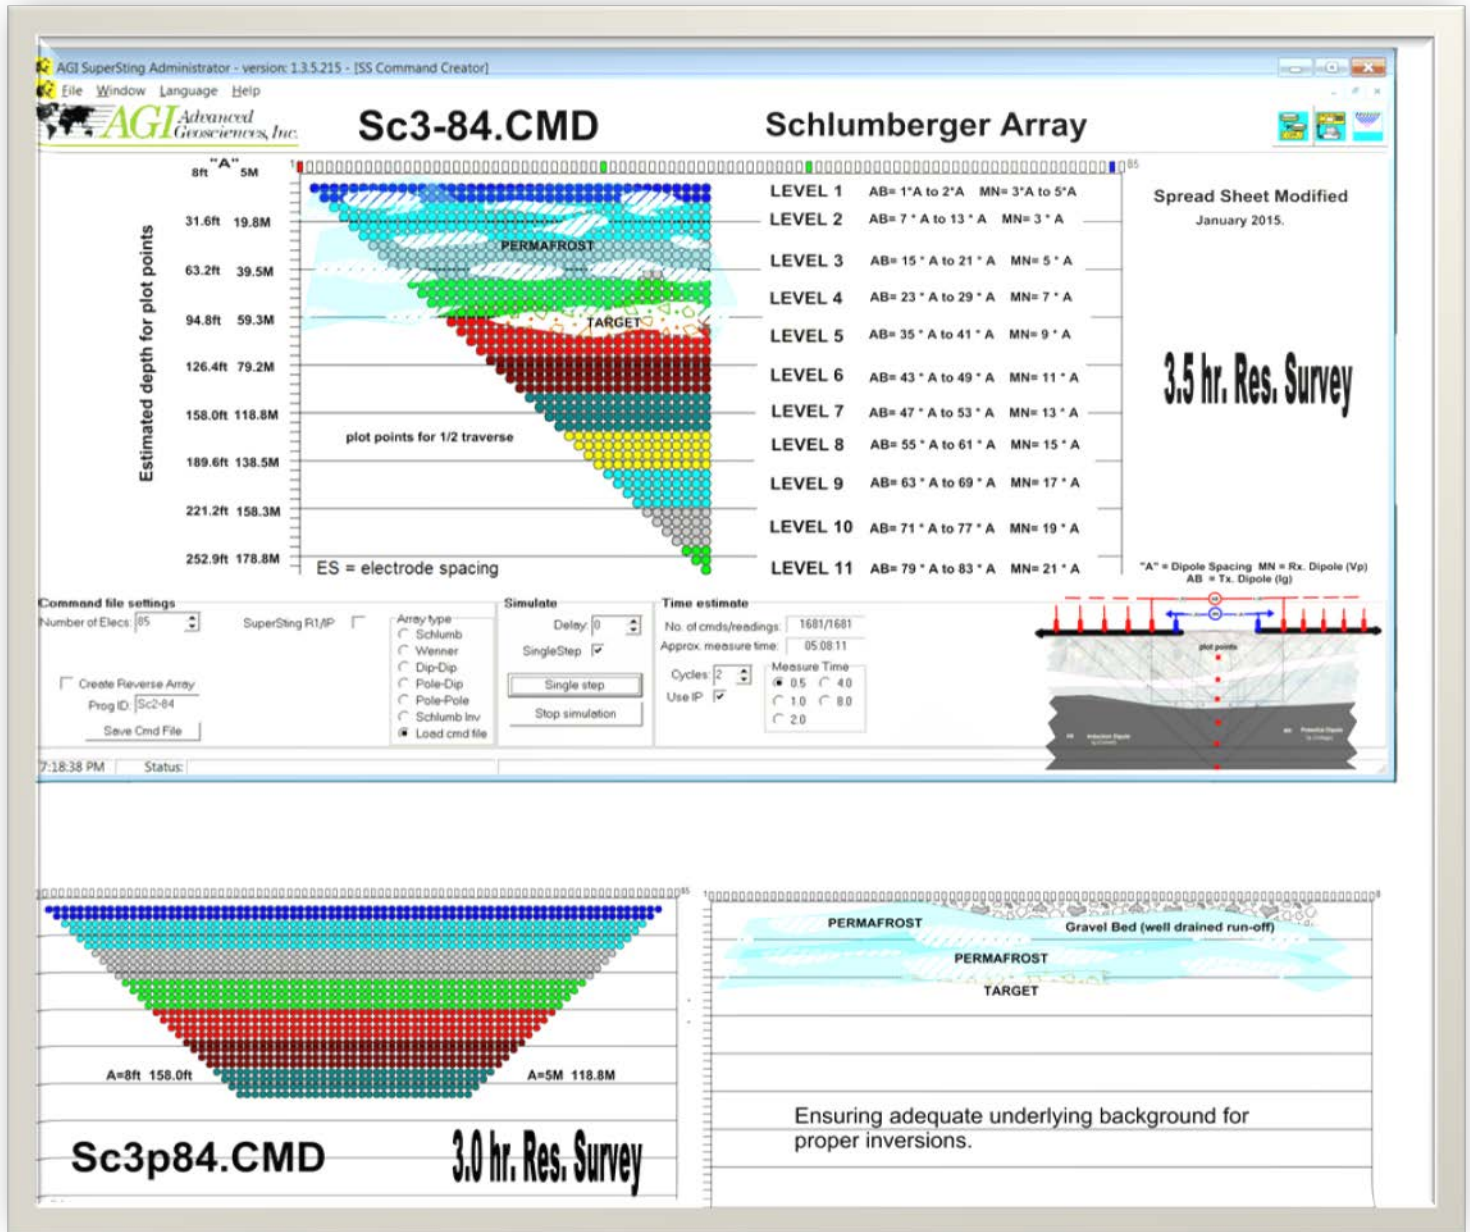 AGI SuperSting Administrator - version: 1.3.5.215 - [SS Command Creator]
File Window Language Help
AGI Advanced Geosciences, Inc.
Sc3-84.CMD
Schlumberger Array
"A"
8ft 5M
1
85
31.6ft 19.8M
63.2ft 39.5M
94.8ft 59.3M
126.4ft 79.2M
158.0ft 118.8M
189.6ft 138.5M
221.2ft 158.3M
252.9ft 178.8M
Estimated depth for plot points
PERMAFROST
TARGET
plot points for 1/2 traverse
ES = electrode spacing
LEVEL 1 AB= 1*A to 2*A MN= 3*A to 5*A
LEVEL 2 AB= 7 * A to 13 * A MN= 3 * A
LEVEL 3 AB= 15 * A to 21 * A MN= 5 * A
LEVEL 4 AB= 23 * A to 29 * A MN= 7 * A
LEVEL 5 AB= 35 * A to 41 * A MN= 9 * A
LEVEL 6 AB= 43 * A to 49 * A MN= 11 * A
LEVEL 7 AB= 47 * A to 53 * A MN= 13 * A
LEVEL 8 AB= 55 * A to 61 * A MN= 15 * A
LEVEL 9 AB= 63 * A to 69 * A MN= 17 * A
LEVEL 10 AB= 71 * A to 77 * A MN= 19 * A
LEVEL 11 AB= 79 * A to 83 * A MN= 21 * A
Spread Sheet Modified
January 2015.
3.5 hr. Res. Survey
"A" = Dipole Spacing MN = Rx. Dipole (Vp)
AB = Tx. Dipole (Ig)
plot points
Command file settings
Number of Elecs: 85
SuperSting R1/IP
Create Reverse Array
Prog ID: Sc2-84
Save Cmd File
Array type
Schlumb
Wenner
Dip-Dip
Pole-Dip
Pole-Pole
Schlumb Inv
Load cmd file
Simulate
Delay: 0
SingleStep
Single step
Stop simulation
Time estimate
No. of cmds/readings: 1681/1681
Approx. measure time: 05:08:11
Cycles: 2
Use IP
Measure Time
0.5 4.0
1.0 8.0
2.0
7:18:38 PM Status:
85
A=8ft 158.0ft
A=5M 118.8M
Sc3p84.CMD
3.0 hr. Res. Survey
1
8
PERMAFROST
Gravel Bed (well drained run-off)
PERMAFROST
TARGET
Ensuring adequate underlying background for
proper inversions.